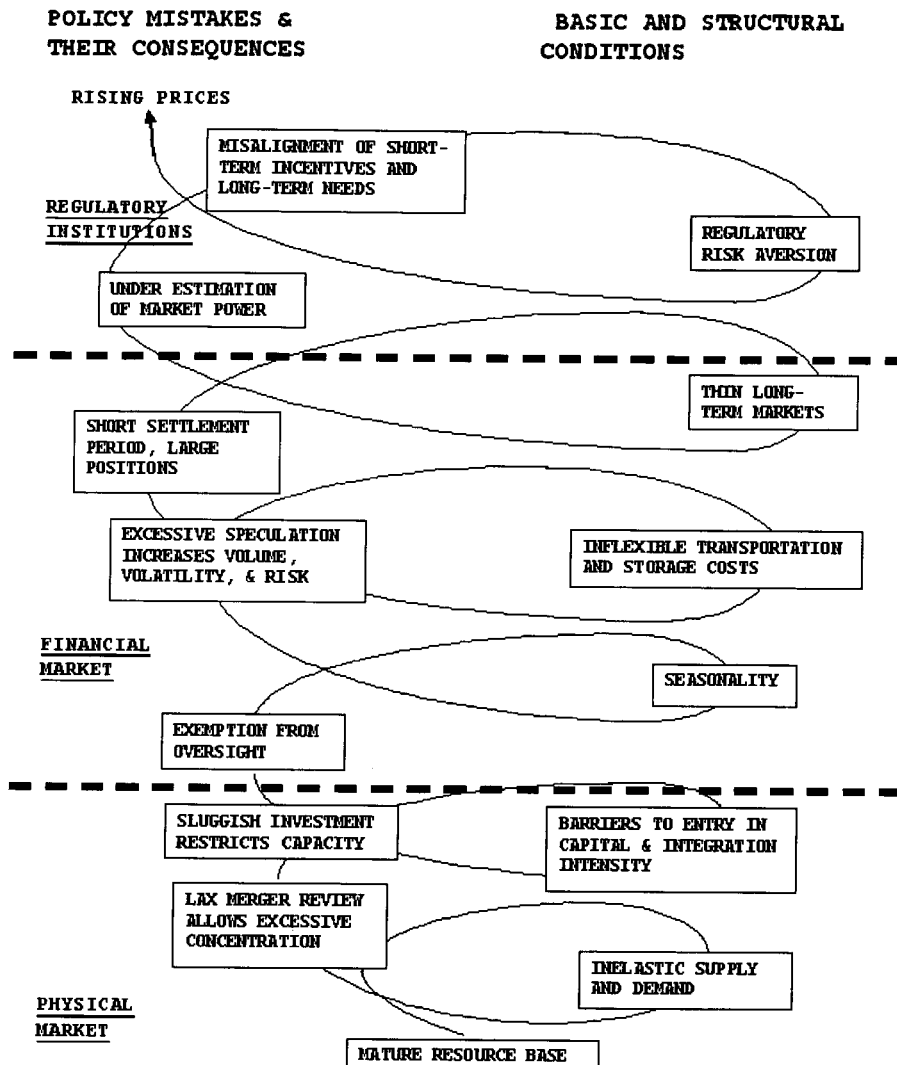 POLICY MISTAKES &
THEIR CONSEQUENCES
BASIC AND STRUCTURAL
CONDITIONS
RISING PRICES
MISALIGNMENT OF SHORT-
TERM INCENTIVES AND
LONG-TERM NEEDS
REGULATORY
INSTITUTIONS
REGULATORY
RISK AVERSION
UNDER ESTIMATION
OF MARKET POWER
THIN LONG-
TERM MARKETS
SHORT SETTLEMENT
PERIOD, LARGE
POSITIONS
EXCESSIVE SPECULATION
INCREASES VOLUME,
VOLATILITY, & RISK
INFLEXIBLE TRANSPORTATION
AND STORAGE COSTS
FINANCIAL
MARKET
SEASONALITY
EXEMPTION FROM
OVERSIGHT
SLUGGISH INVESTMENT
RESTRICTS CAPACITY
BARRIERS TO ENTRY IN
CAPITAL & INTEGRATION
INTENSITY
LAX MERGER REVIEW
ALLOWS EXCESSIVE
CONCENTRATION
INELASTIC SUPPLY
AND DEMAND
PHYSICAL
MARKET
MATURE RESOURCE BASE